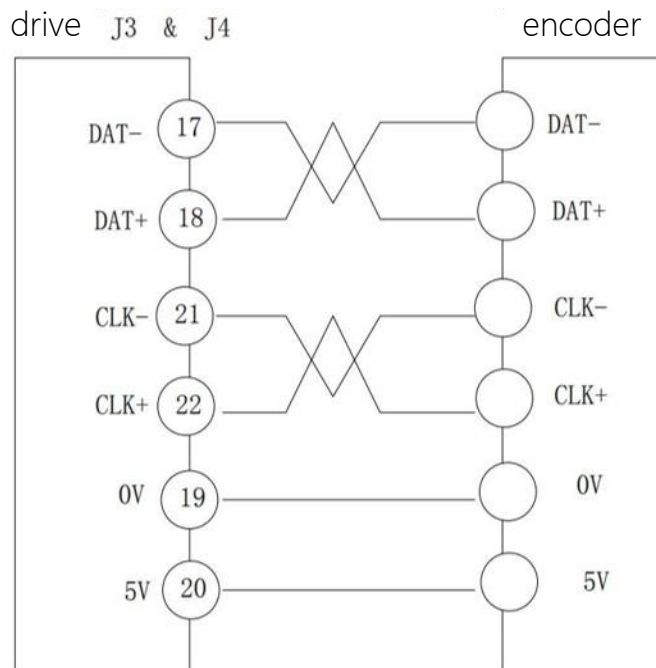 drive J3 & J4 encoder
DAT- 17 DAT-
DAT+ 18 DAT+
CLK- 21 CLK-
CLK+ 22 CLK+
0V 19 0V
5V 20 5V